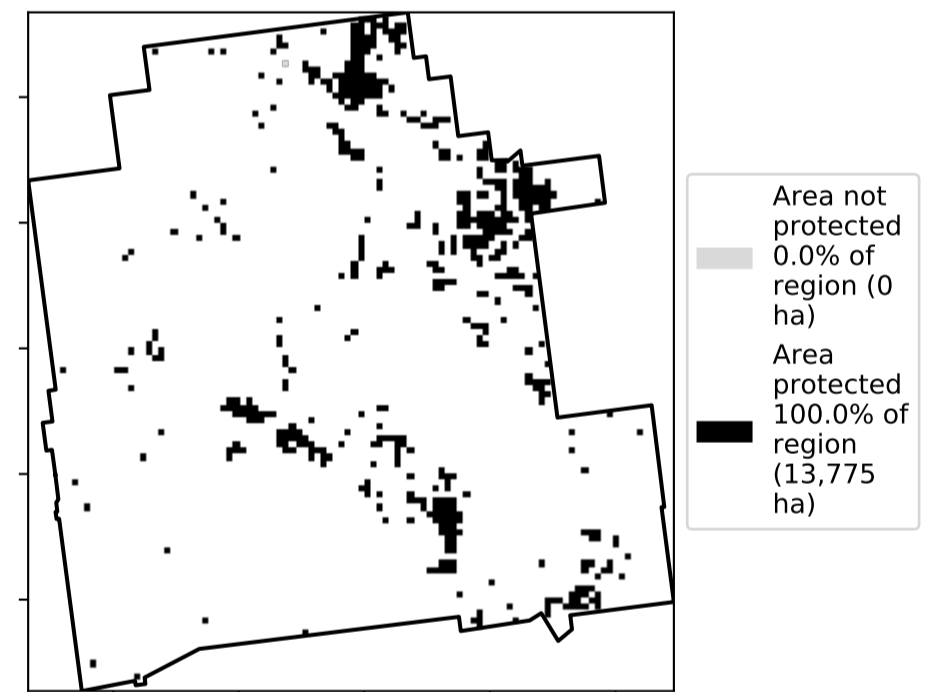 Area not
protected
0.0% of
region (0
ha)
Area
protected
100.0% of
region
(13,775
ha)